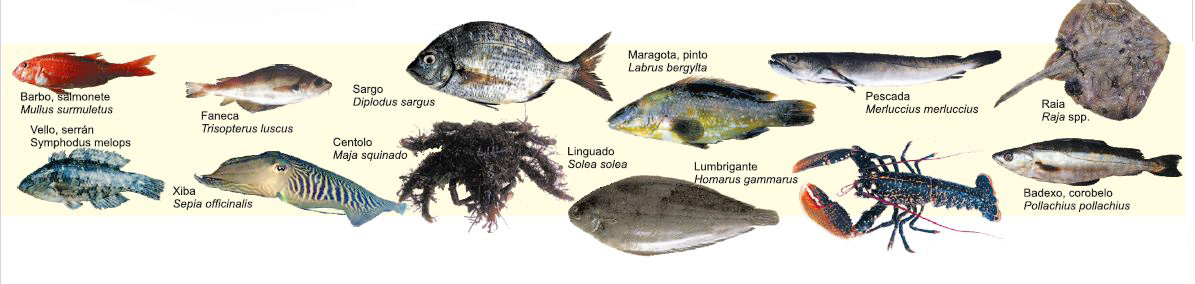 Barbo, salmonete
Mullus surmuletus
Vello, serrán
Symphodus melops
Faneca
Trisopterus luscus
Xiba
Sepia officinalis
Sargo
Diplodus sargus
Centolo
Maja squinado
Maragota, pinto
Labrus bergylta
Linguado
Solea solea
Lumbrigante
Homarus gammarus
Pescada
Merluccius merluccius
Raia
Raja spp.
Badexo, corobelo
Pollachius pollachius